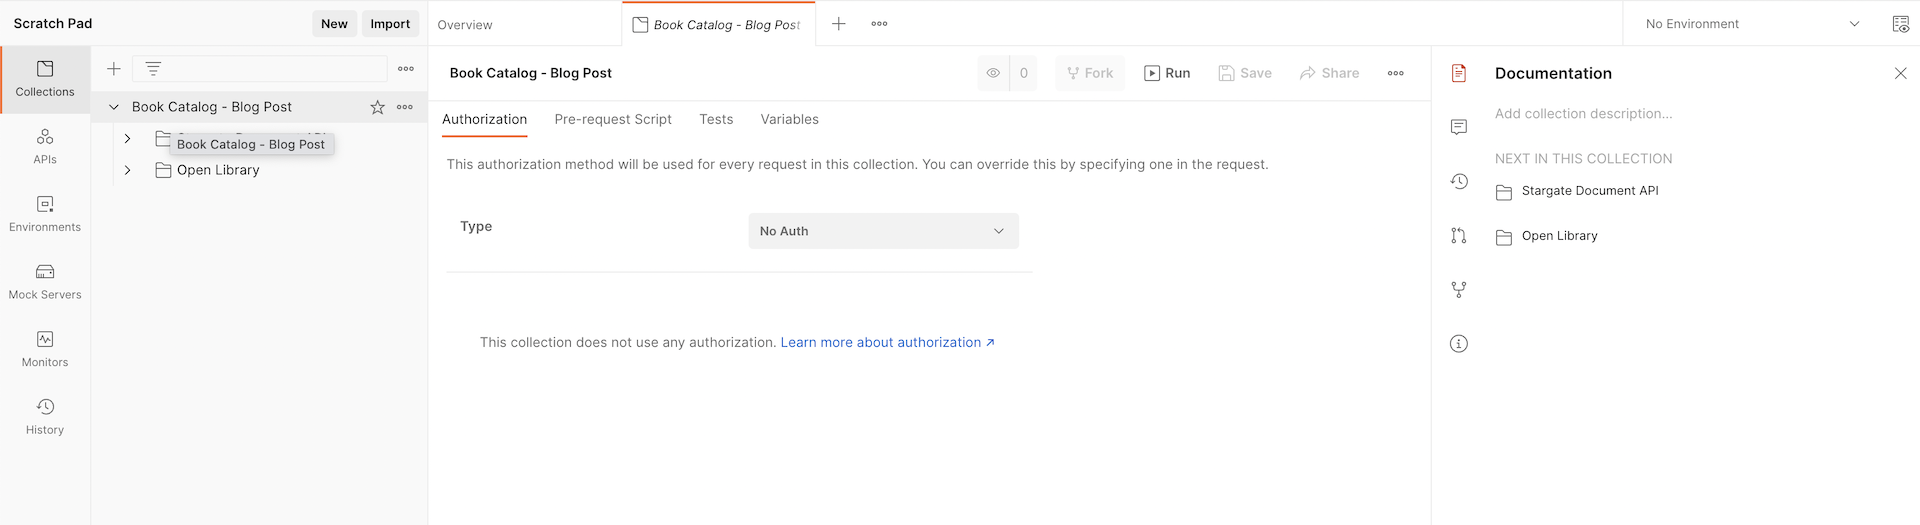 Scratch Pad
New
Import
Overview
Book Catalog - Blog Post
No Environment
Collections
APIs
Environments
Mock Servers
Monitors
History
Book Catalog - Blog Post
Book Catalog - Blog Post
Open Library
Book Catalog - Blog Post
0
Fork
Run
Save
Share
Authorization
Pre-request Script
Tests
Variables
This authorization method will be used for every request in this collection. You can override this by specifying one in the request.
Type
No Auth
This collection does not use any authorization. Learn more about authorization ↗
Documentation
Add collection description...
NEXT IN THIS COLLECTION
Stargate Document API
Open Library